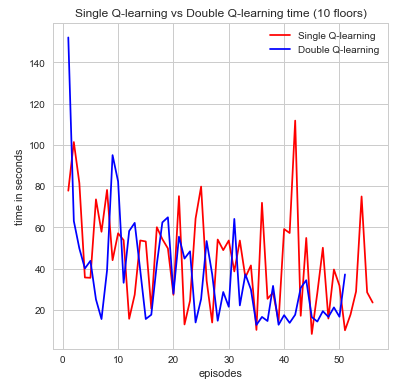 Single Q-learning vs Double Q-learning time (10 floors)
Single Q-learning
Double Q-learning
140
120
100
80
60
40
20
time in seconds
0 10 20 30 40 50
episodes